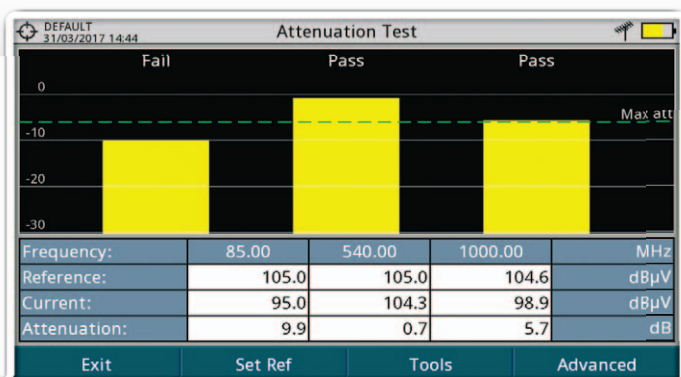 DEFAULT
31/03/2017 14:44
Attenuation Test
Fail Pass Pass
0
Max att
-10
-20
-30
Frequency: 85.00 540.00 1000.00 MHz
Reference: 105.0 105.0 104.6 dBµV
Current: 95.0 104.3 98.9 dBµV
Attenuation: 9.9 0.7 5.7 dB
Exit Set Ref Tools Advanced